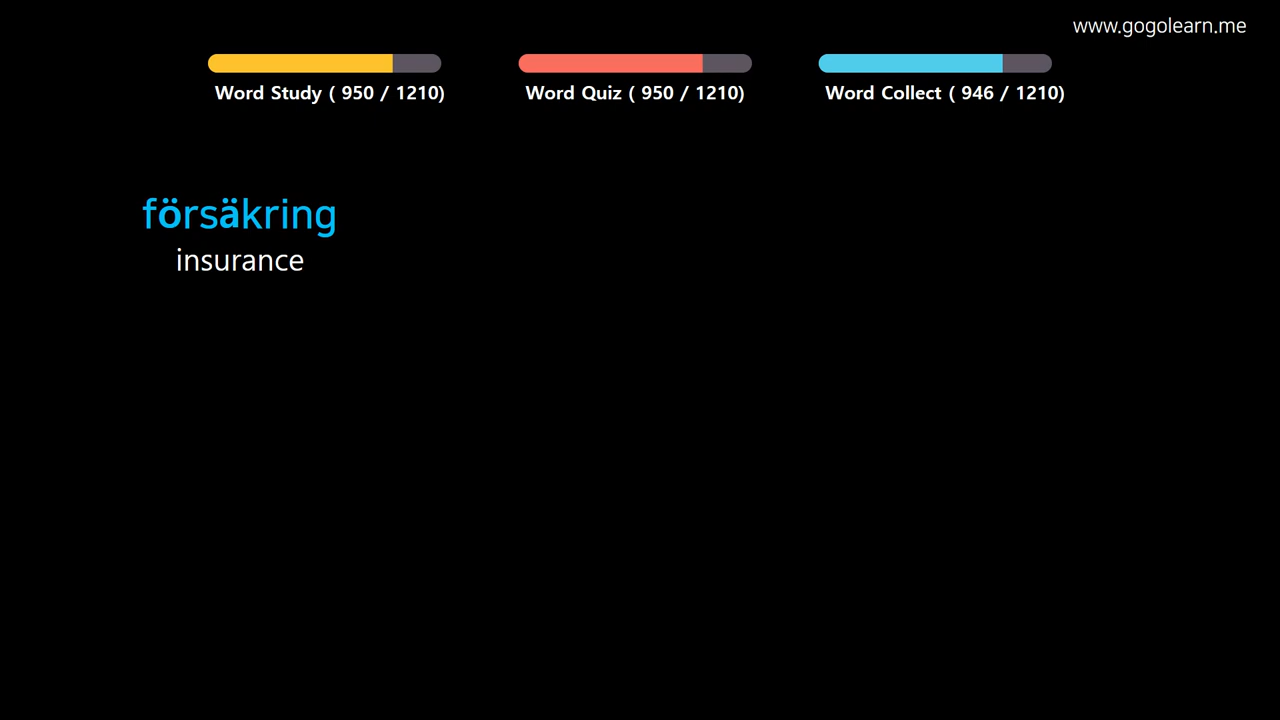 www.gogolearn.me
Word Study ( 950 / 1210)
Word Quiz ( 950 / 1210)
Word Collect ( 946 / 1210)
försäkring
insurance